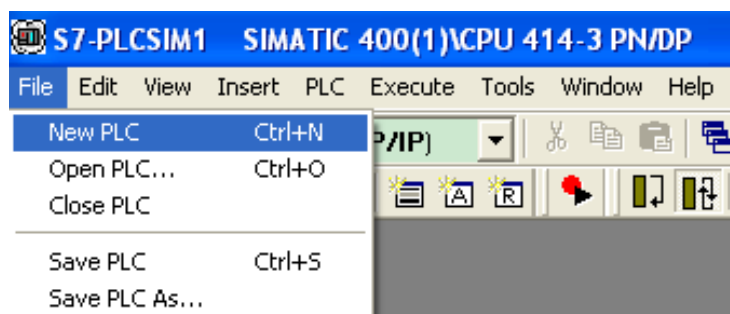 S7-PLCSIM1 SIMATIC 400(1)\CPU 414-3 PN/DP
File Edit View Insert PLC Execute Tools Window Help
New PLC Ctrl+N
P/IP)
Open PLC... Ctrl+O
A R
Close PLC
Save PLC Ctrl+S
Save PLC As...